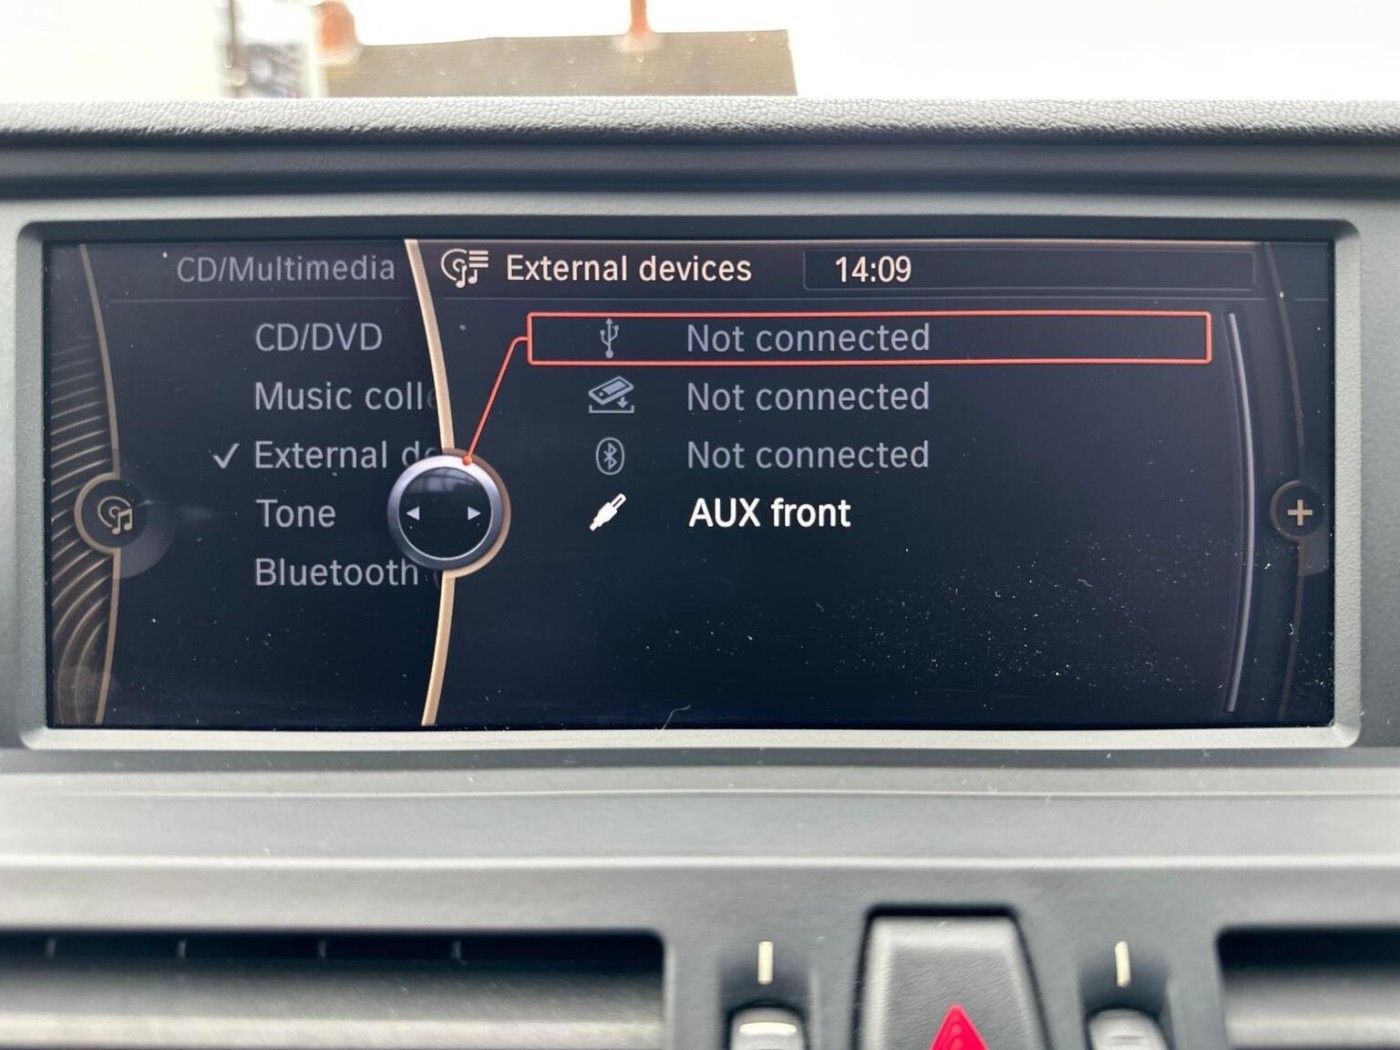 CD/Multimedia
External devices
14:09
CD/DVD
Music coll
External de
Tone
Bluetooth
Not connected
Not connected
Not connected
AUX front